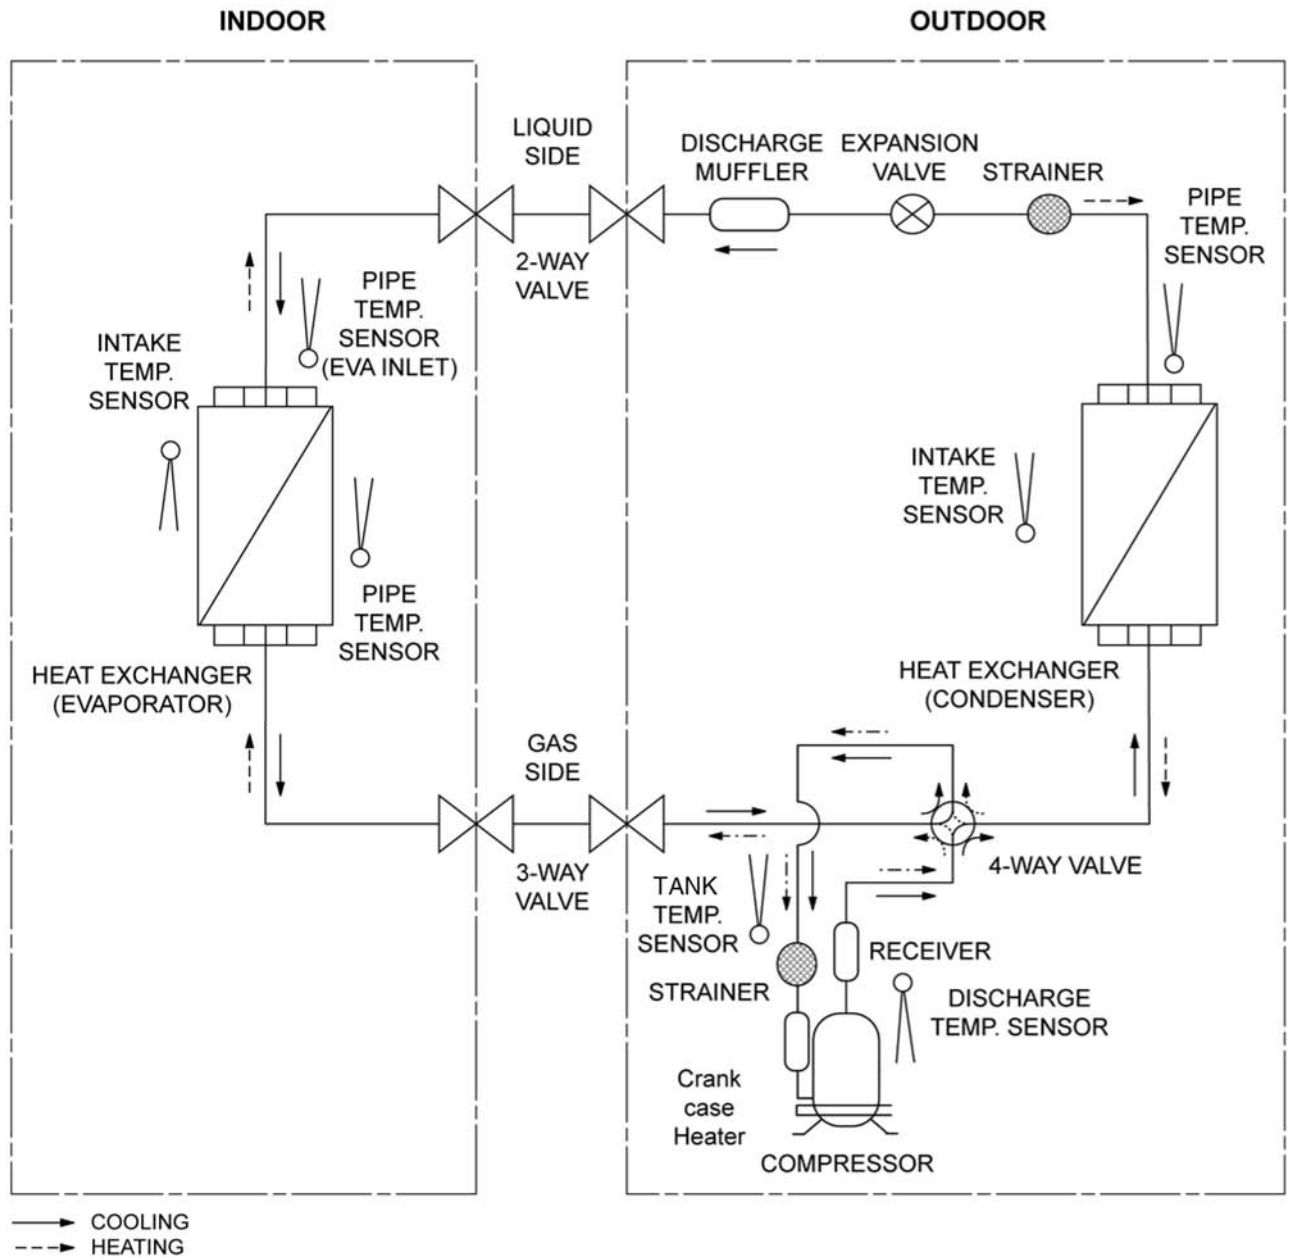 INDOOR
OUTDOOR
LIQUID
SIDE
DISCHARGE
MUFFLER
EXPANSION
VALVE
STRAINER
PIPE
TEMP.
SENSOR
2-WAY
VALVE
PIPE
TEMP.
SENSOR
(EVA INLET)
INTAKE
TEMP.
SENSOR
INTAKE
TEMP.
SENSOR
PIPE
TEMP.
SENSOR
HEAT EXCHANGER
(EVAPORATOR)
HEAT EXCHANGER
(CONDENSER)
GAS
SIDE
3-WAY
VALVE
4-WAY VALVE
TANK
TEMP.
SENSOR
RECEIVER
STRAINER
DISCHARGE
TEMP. SENSOR
Crank
case
Heater
COMPRESSOR
COOLING
HEATING